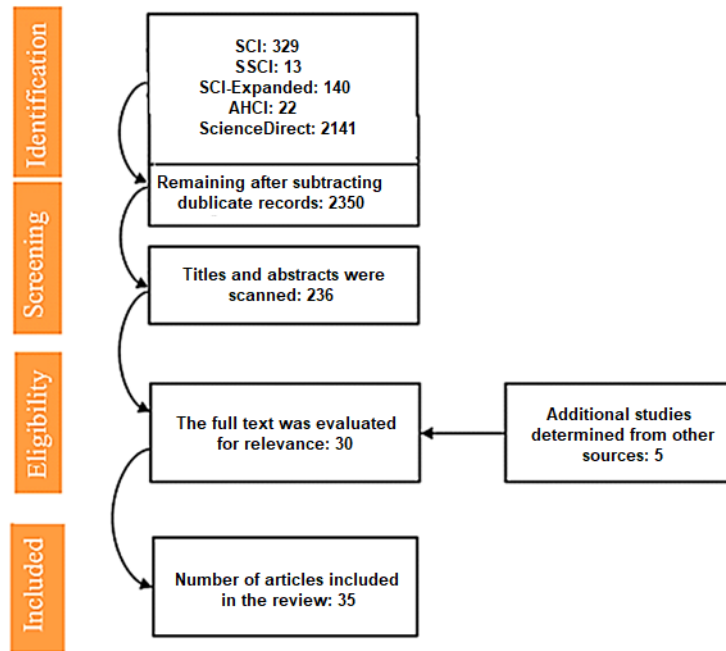 Identification
SCI: 329
SSCI: 13
SCI-Expanded: 140
AHCI: 22
ScienceDirect: 2141
Remaining after subtracting
dublicate records: 2350
Screening
Titles and abstracts were
scanned: 236
Eligibility
The full text was evaluated
for relevance: 30
Additional studies
determined from other
sources: 5
Included
Number of articles included
in the review: 35